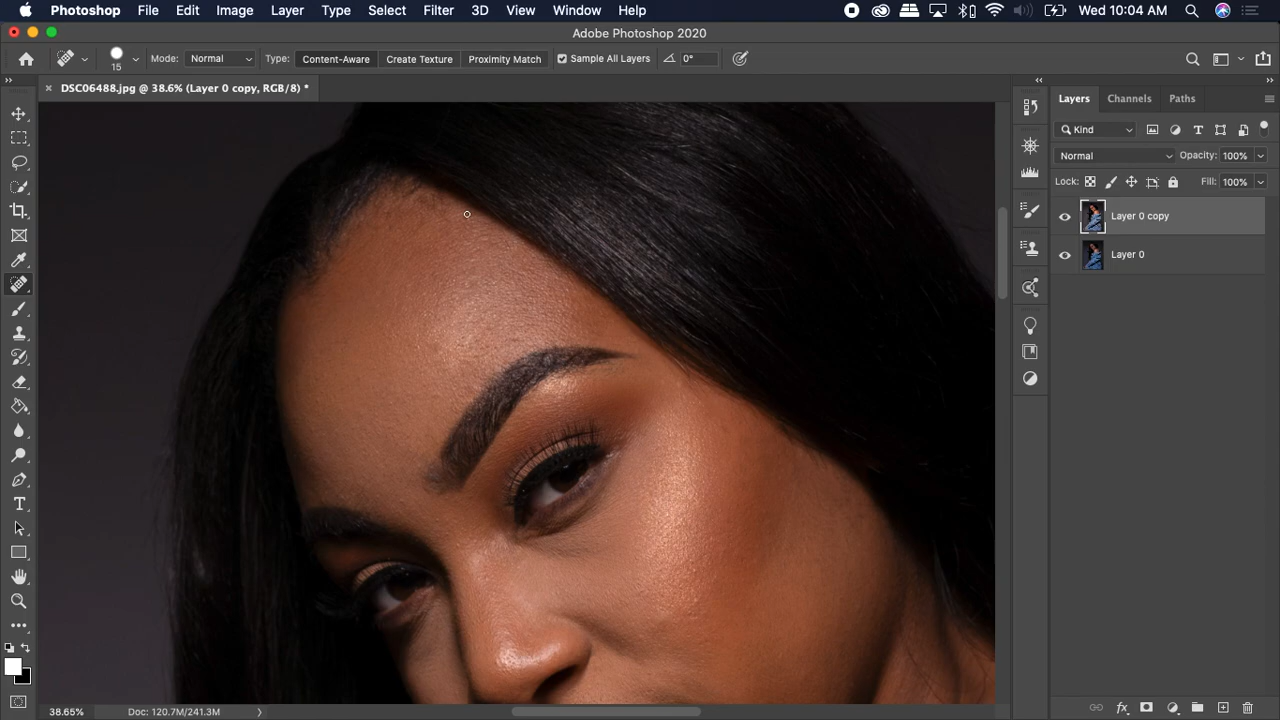 Photoshop File Edit Image Layer Type Select Filter 3D View Window Help Wed 10:04 AM
Adobe Photoshop 2020
15 Mode: Normal Type: Content-Aware Create Texture Proximity Match Sample All Layers 0°
DSC06488.jpg @ 38.6% (Layer 0 copy, RGB/8) *
Layers Channels Paths
Kind
Normal Opacity: 100%
Lock: Fill: 100%
Layer 0 copy
Layer 0
38.65% Doc: 120.7M/241.3M